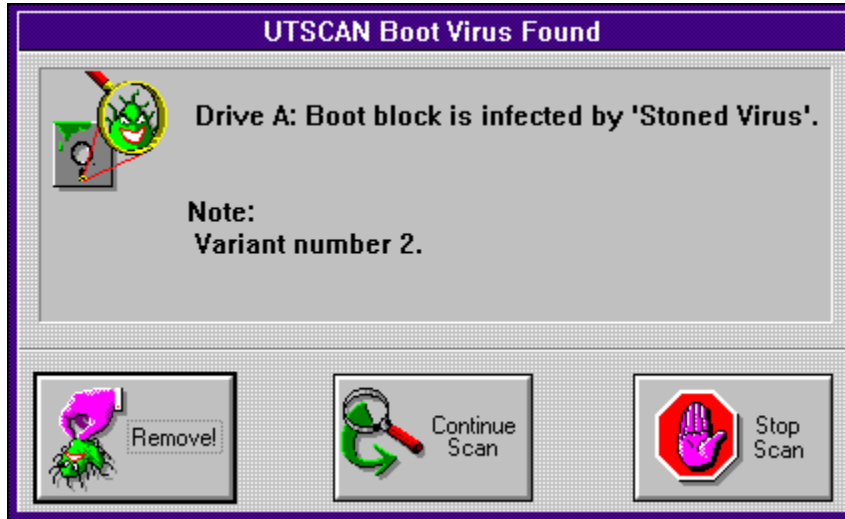 UTSCAN Boot Virus Found
Drive A: Boot block is infected by 'Stoned Virus'.
Note:
Variant number 2.
Remove!
Continue
Scan
Stop
Scan